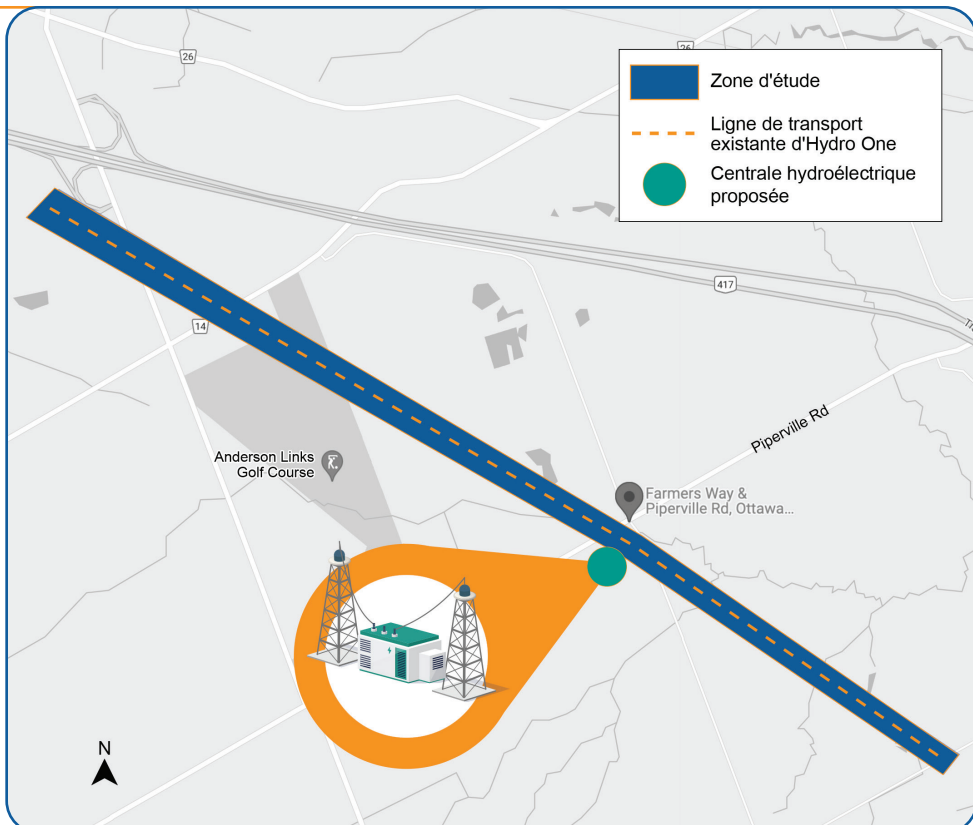 26
26
Zone d'étude
Ligne de transport
existante d'Hydro One
Centrale hydroélectrique
proposée
417
14
Piperville Rd
Anderson Links
Golf Course
Farmers Way &
Piperville Rd, Ottawa...
N